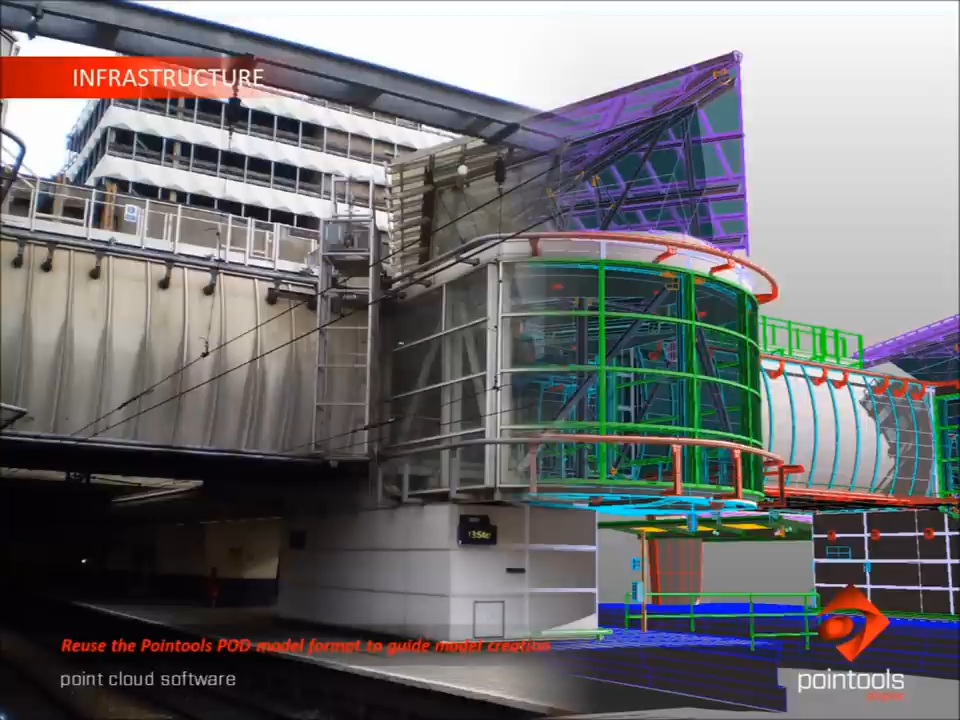 INFRASTRUCTURE
Reuse the Pointools POD model format to guide model creation
point cloud software
pointools